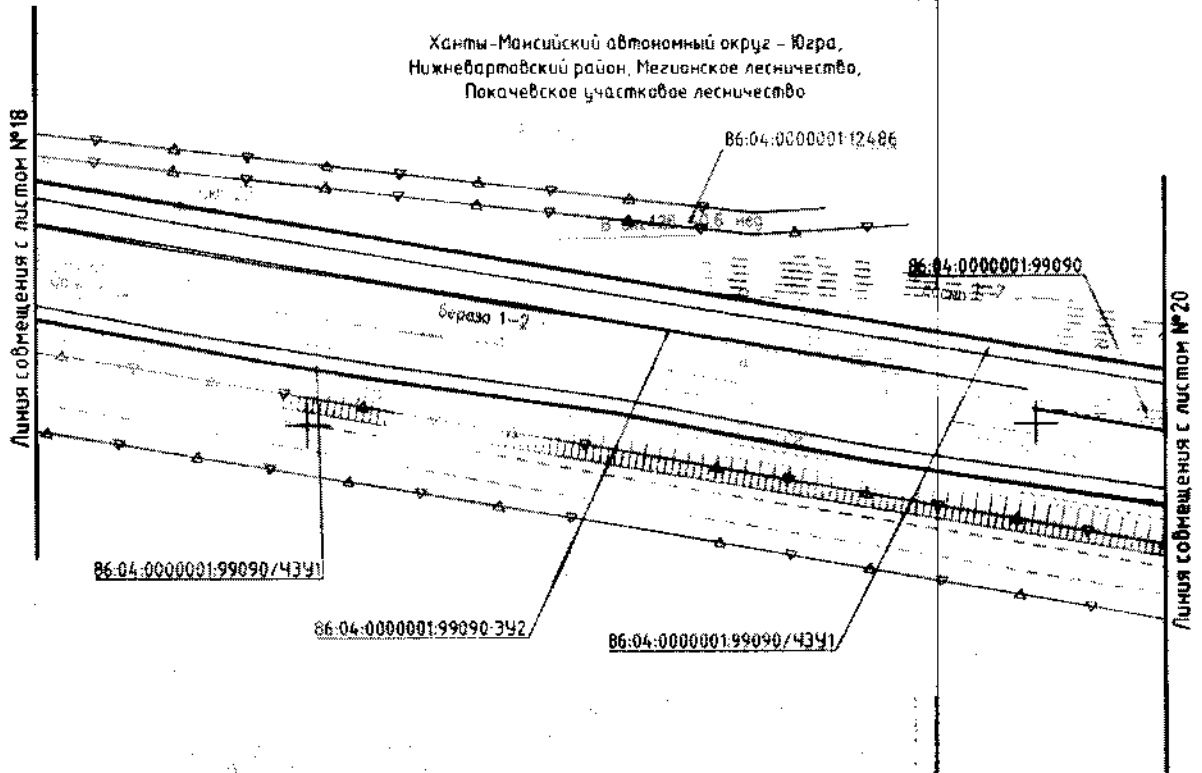 Ханты-Мансийский автономный округ - Югра,
Нижневартовский район, Мегионское лесничество,
Покачевское участковое лесничество
Линия совмещения с листом №18
86:04:0000001:12486
86:04:0000001:99090
береза 1-2
Линия совмещения с листом №20
86:04:0000001:99090/ЧЗУ1
86:04:0000001:99090-ЗУ2
86:04:0000001:99090/ЧЗУ1